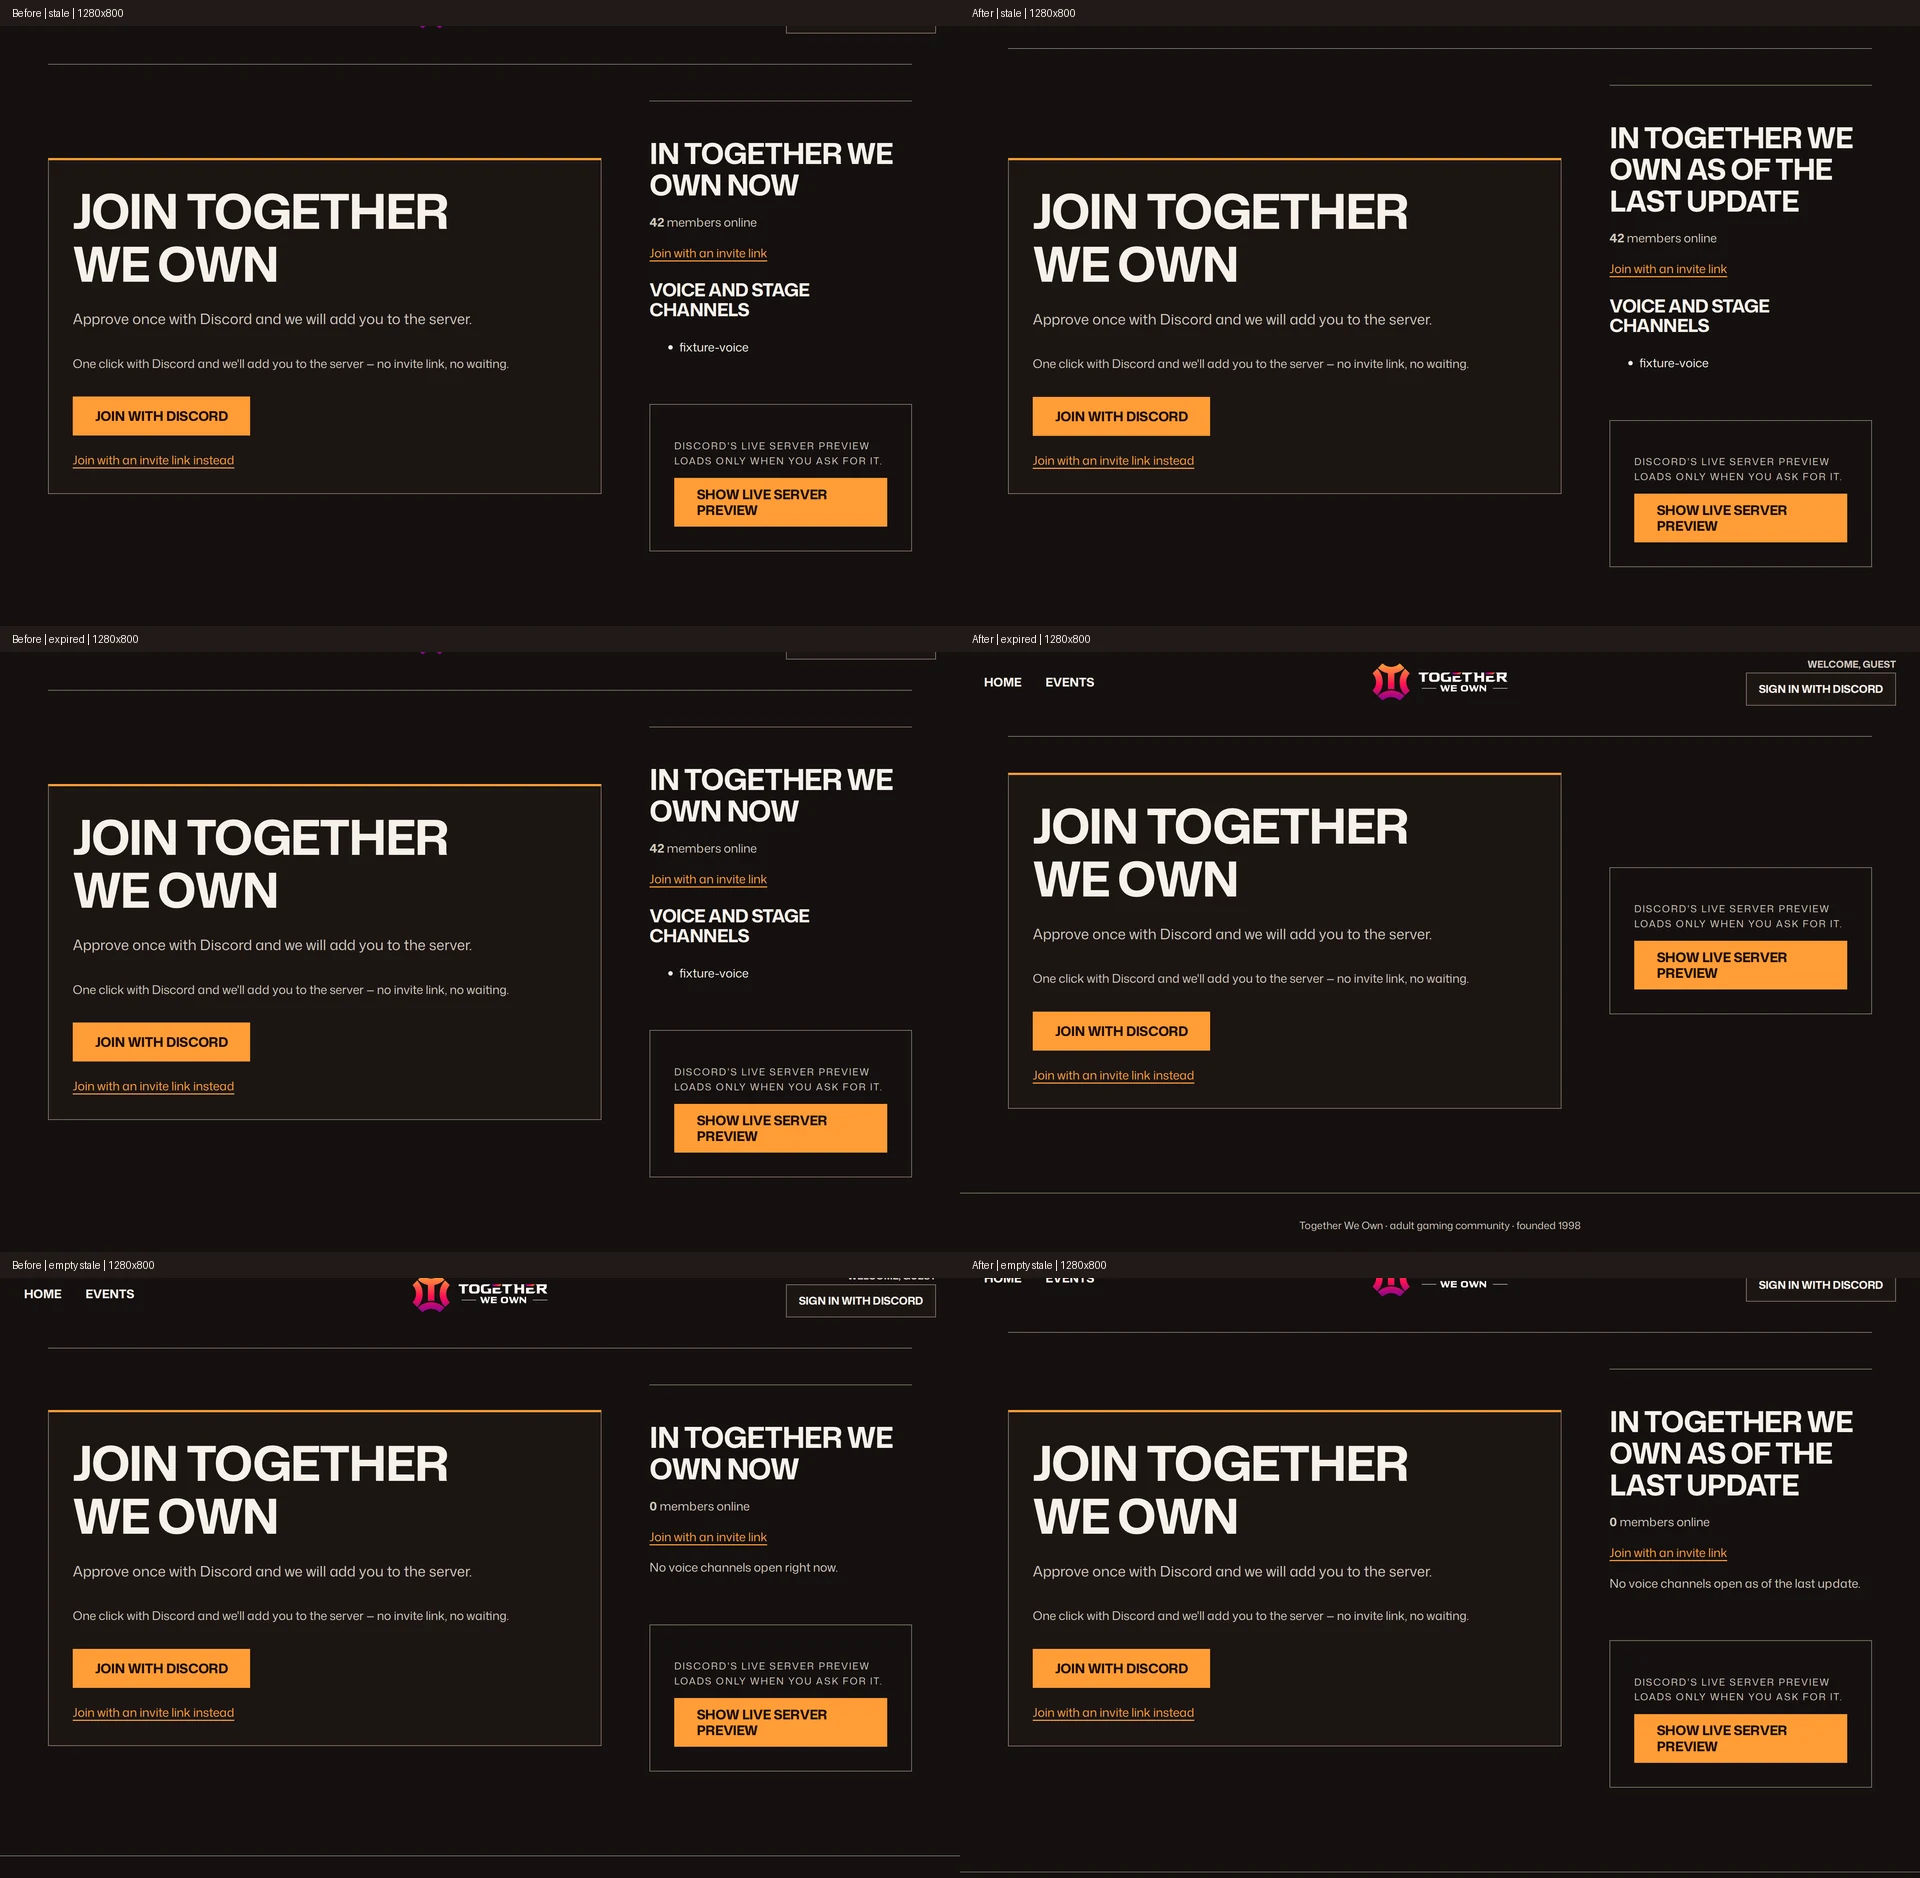 Before | stale | 1280x800
JOIN TOGETHER
WE OWN
Approve once with Discord and we will add you to the server.
One click with Discord and we'll add you to the server – no invite link, no waiting.
JOIN WITH DISCORD
Join with an invite link instead
IN TOGETHER WE
OWN NOW
42 members online
Join with an invite link
VOICE AND STAGE
CHANNELS
• fixture-voice
DISCORD'S LIVE SERVER PREVIEW
LOADS ONLY WHEN YOU ASK FOR IT.
SHOW LIVE SERVER
PREVIEW
After | stale | 1280x800
JOIN TOGETHER
WE OWN
Approve once with Discord and we will add you to the server.
One click with Discord and we'll add you to the server – no invite link, no waiting.
JOIN WITH DISCORD
Join with an invite link instead
IN TOGETHER WE
OWN AS OF THE
LAST UPDATE
42 members online
Join with an invite link
VOICE AND STAGE
CHANNELS
• fixture-voice
DISCORD'S LIVE SERVER PREVIEW
LOADS ONLY WHEN YOU ASK FOR IT.
SHOW LIVE SERVER
PREVIEW
Before | expired | 1280x800
JOIN TOGETHER
WE OWN
Approve once with Discord and we will add you to the server.
One click with Discord and we'll add you to the server – no invite link, no waiting.
JOIN WITH DISCORD
Join with an invite link instead
IN TOGETHER WE
OWN NOW
42 members online
Join with an invite link
VOICE AND STAGE
CHANNELS
• fixture-voice
DISCORD'S LIVE SERVER PREVIEW
LOADS ONLY WHEN YOU ASK FOR IT.
SHOW LIVE SERVER
PREVIEW
After | expired | 1280x800
HOME EVENTS
TOGETHER
WE OWN
WELCOME, GUEST
SIGN IN WITH DISCORD
JOIN TOGETHER
WE OWN
Approve once with Discord and we will add you to the server.
One click with Discord and we'll add you to the server – no invite link, no waiting.
JOIN WITH DISCORD
Join with an invite link instead
DISCORD'S LIVE SERVER PREVIEW
LOADS ONLY WHEN YOU ASK FOR IT.
SHOW LIVE SERVER
PREVIEW
Together We Own · adult gaming community · founded 1998
Before | empty stale | 1280x800
HOME EVENTS
TOGETHER
WE OWN
WELCOME, GUEST
SIGN IN WITH DISCORD
JOIN TOGETHER
WE OWN
Approve once with Discord and we will add you to the server.
One click with Discord and we'll add you to the server – no invite link, no waiting.
JOIN WITH DISCORD
Join with an invite link instead
IN TOGETHER WE
OWN NOW
0 members online
Join with an invite link
No voice channels open right now.
DISCORD'S LIVE SERVER PREVIEW
LOADS ONLY WHEN YOU ASK FOR IT.
SHOW LIVE SERVER
PREVIEW
After | empty stale | 1280x800
HOME EVENTS
WE OWN
SIGN IN WITH DISCORD
JOIN TOGETHER
WE OWN
Approve once with Discord and we will add you to the server.
One click with Discord and we'll add you to the server – no invite link, no waiting.
JOIN WITH DISCORD
Join with an invite link instead
IN TOGETHER WE
OWN AS OF THE
LAST UPDATE
0 members online
Join with an invite link
No voice channels open as of the last update.
DISCORD'S LIVE SERVER PREVIEW
LOADS ONLY WHEN YOU ASK FOR IT.
SHOW LIVE SERVER
PREVIEW